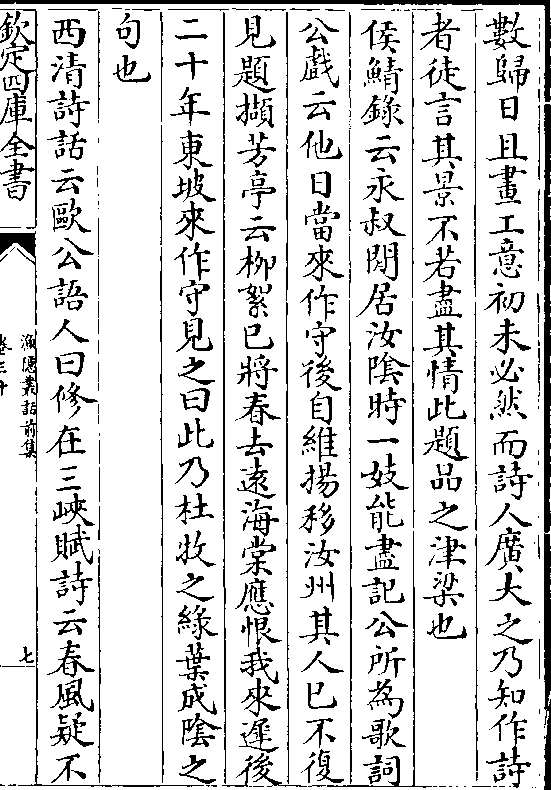 數歸日且畫工意初未必然而詩人廣大之乃知作詩
者徒言其景不若盡其情此題品之津梁也
侯鯖錄云永叔閒居汝陰時一妓能盡記公所為歌詞
公戲云他日當來作守後自維揚移汝州其人已不復
見題擷芳亭云柳絮已將春去逺海棠應恨我來遲後
二十年東坡來作守見之曰此乃杜牧之綠葉成隂之
句也
西清詩話云歐公語人曰修在三峽賦詩云春風疑不
欽定四庫全書
漁隱叢話前集
卷三十
七